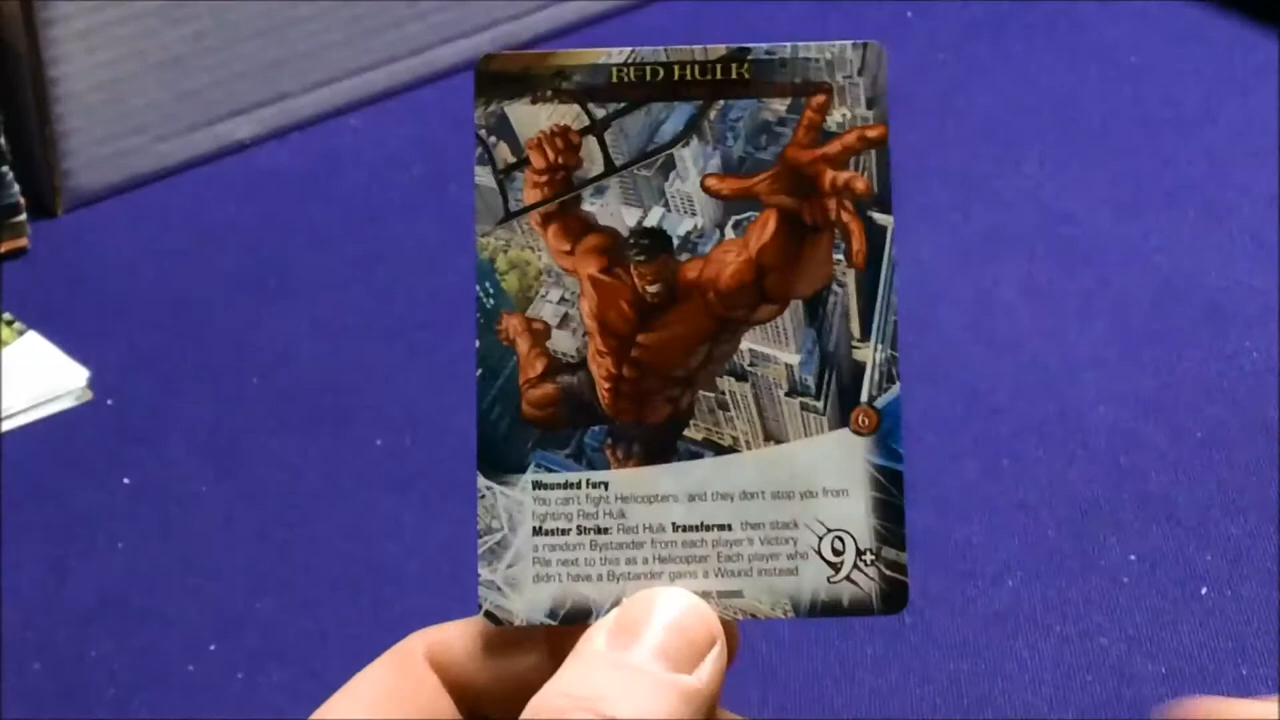 RED HULK
6
Wounded Fury
You can't fight Helicopters, and they don't stop you from
fighting Red Hulk.
Master Strike: Red Hulk Transforms, then stack
a random Bystander from each player's Victory
Pile next to this as a Helicopter. Each player who
didn't have a Bystander gains a Wound instead.
9+